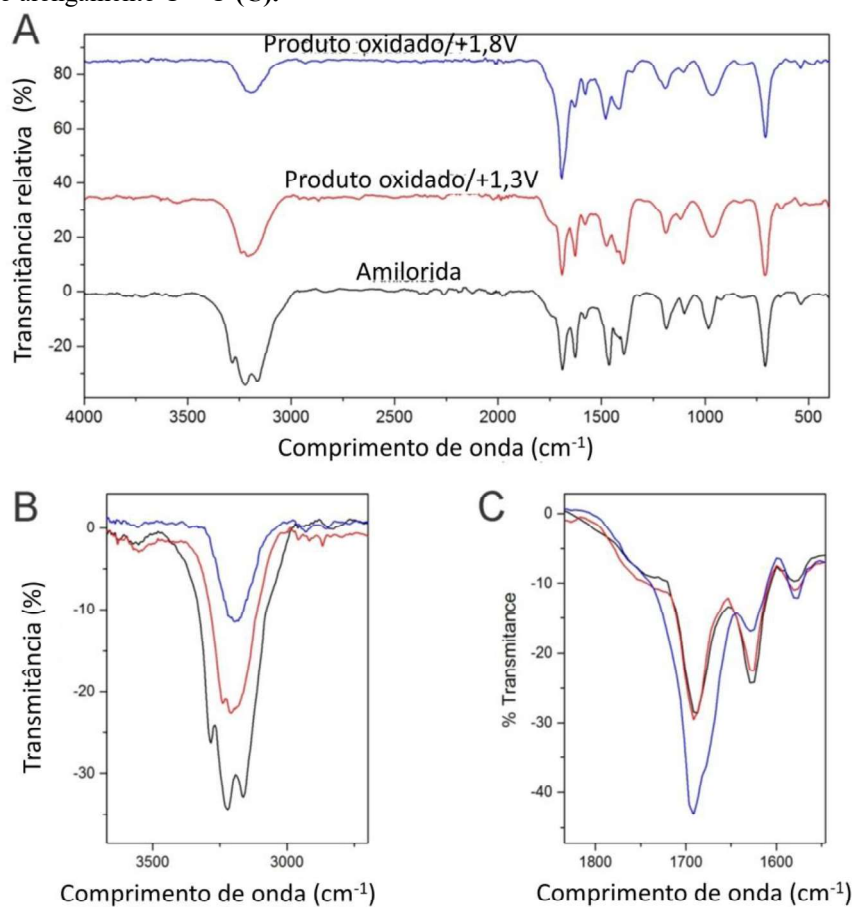 A
Produto oxidado/+1,8V
Produto oxidado/+1,3V
Amilorida
Transmitância relativa (%)
80
60
40
20
0
-20
4000 3500 3000 2500 2000 1500 1000 500
Comprimento de onda (cm⁻¹)
B
Transmitância (%)
0
-10
-20
-30
3500 3000
Comprimento de onda (cm⁻¹)
C
% Transmitance
0
-10
-20
-30
-40
1800 1700 1600
Comprimento de onda (cm⁻¹)